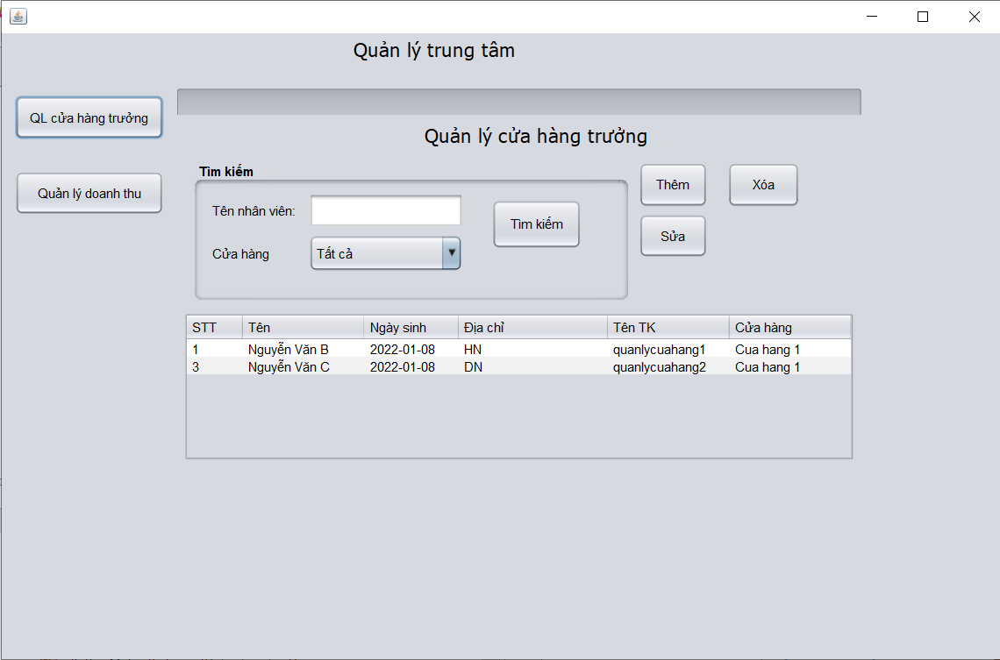 Quản lý trung tâm
QL cửa hàng trưởng
Quản lý doanh thu
Quản lý cửa hàng trưởng
Tìm kiếm
Tên nhân viên:
Cửa hàng
Tất cả
Tìm kiếm
Thêm
Xóa
Sửa
STT Tên Ngày sinh Địa chỉ Tên TK Cửa hàng
1 Nguyễn Văn B 2022-01-08 HN quanlycuahang1 Cua hang 1
3 Nguyễn Văn C 2022-01-08 DN quanlycuahang2 Cua hang 1